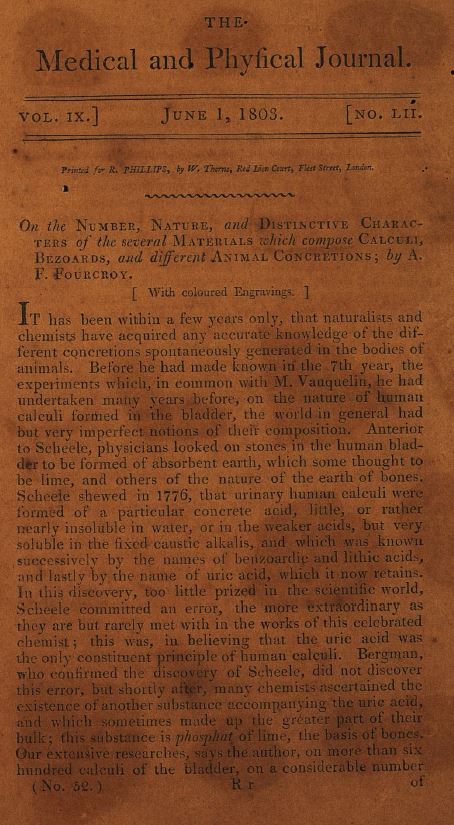 THE
Medical and Phyſical Journal.
VOL. IX.] JUNE 1, 1803. [NO. LII.
Printed for R. PHILLIPS, by W. Thorne, Red Lion Court, Fleet Street, London.
On the NUMBER, NATURE, and DISTINCTIVE CHARAC-
TERS of the several MATERIALS which compose CALCULI,
BEZOARDS, and different ANIMAL CONCRETIONS; by A.
F. FOURCROY.
[ With coloured Engravings. ]
IT has been within a few years only, that naturalists and
chemists have acquired any accurate knowledge of the dif-
ferent concretions spontaneously generated in the bodies of
animals. Before he had made known in the 7th year, the
experiments which, in common with M. Vauquelin, he had
undertaken many years before, on the nature of human
calculi formed in the bladder, the world in general had
but very imperfect notions of their composition. Anterior
to Scheele, physicians looked on stones in the human blad-
der to be formed of absorbent earth, which some thought to
be lime, and others of the nature of the earth of bones.
Scheele shewed in 1776, that urinary human calculi were
formed of a particular concrete acid, little, or rather
nearly insoluble in water, or in the weaker acids, but very
soluble in the fixed caustic alkalis, and which was known
successively by the names of benzoardic and lithic acids,
and lastly by the name of uric acid, which it now retains.
In this discovery, too little prized in the scientific world,
Scheele committed an error, the more extraordinary as
they are but rarely met with in the works of this celebrated
chemist; this was, in believing that the uric acid was
the only constituent principle of human calculi. Bergman,
who confirmed the discovery of Scheele, did not discover
this error, but shortly after, many chemists ascertained the
existence of another substance accompanying the uric acid,
and which sometimes made up the greater part of their
bulk; this substance is phosphat of lime, the basis of bones.
Our extensive researches, says the author, on more than six
hundred calculi of the bladder, on a considerable number
(No. 52.) R r of